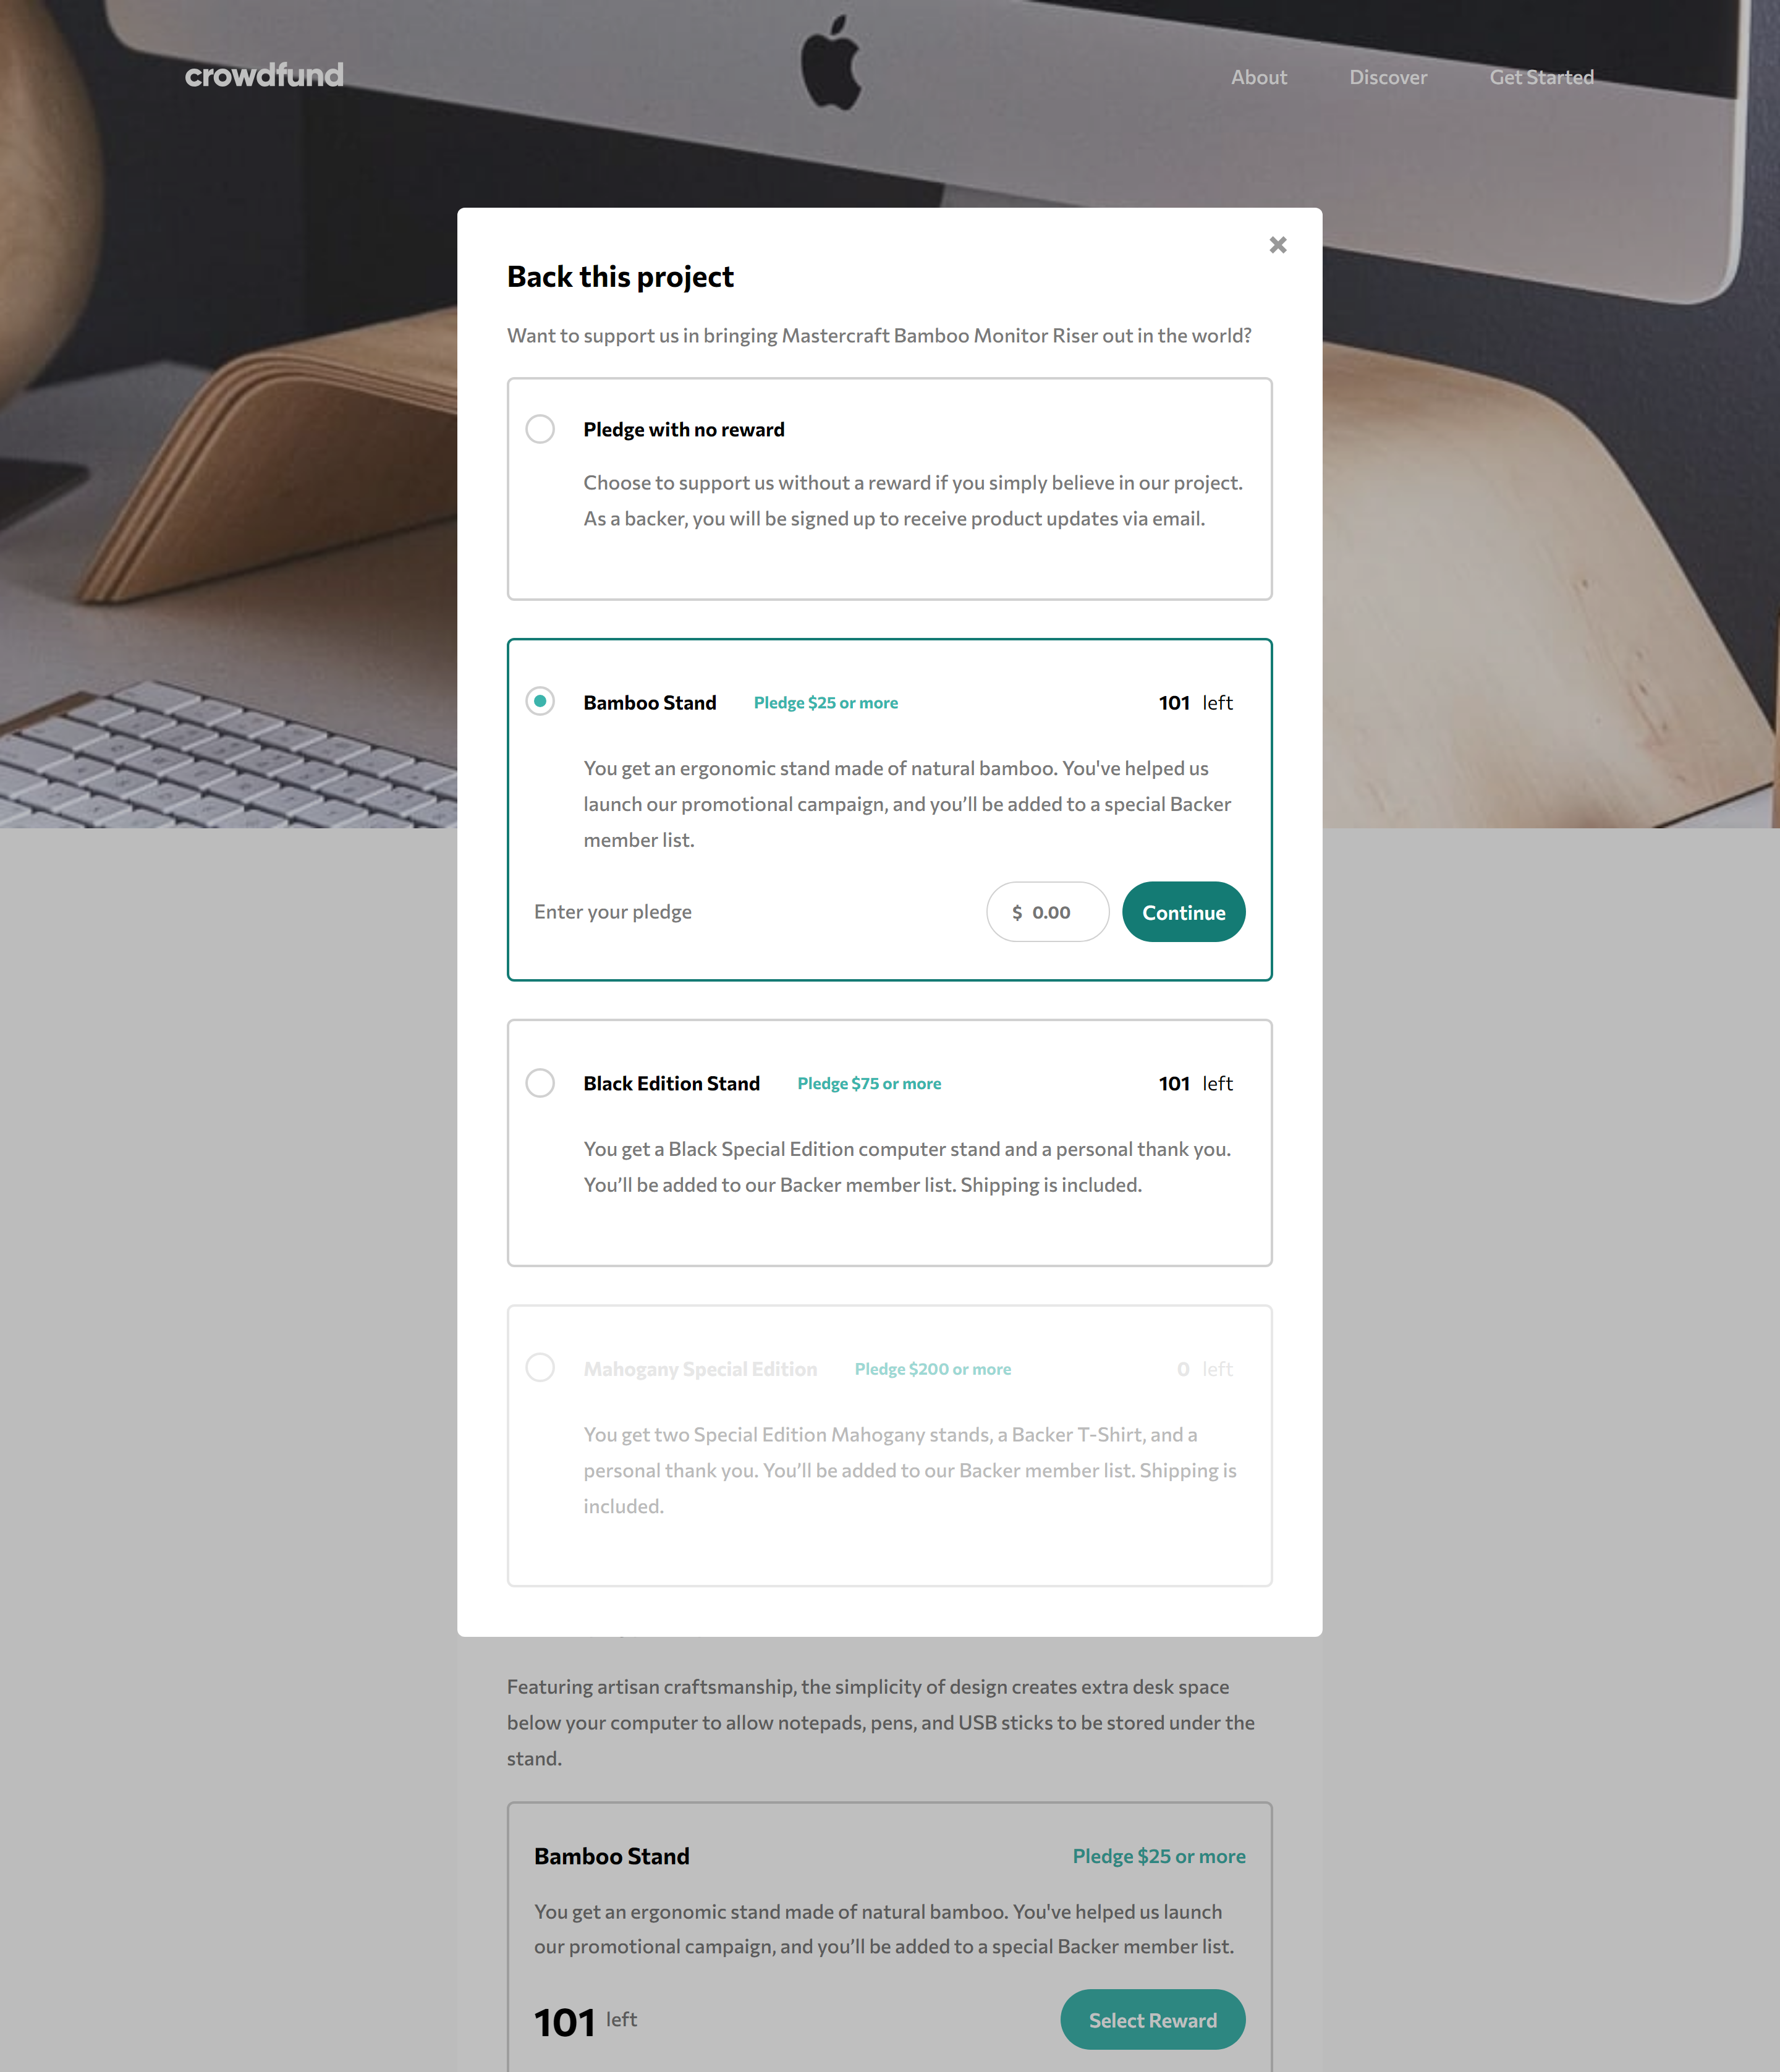 crowdfund
About Discover Get Started
Back this project
Want to support us in bringing Mastercraft Bamboo Monitor Riser out in the world?
Pledge with no reward
Choose to support us without a reward if you simply believe in our project.
As a backer, you will be signed up to receive product updates via email.
Bamboo Stand Pledge $25 or more 101 left
You get an ergonomic stand made of natural bamboo. You've helped us
launch our promotional campaign, and you’ll be added to a special Backer
member list.
Enter your pledge $ 0.00 Continue
Black Edition Stand Pledge $75 or more 101 left
You get a Black Special Edition computer stand and a personal thank you.
You’ll be added to our Backer member list. Shipping is included.
Mahogany Special Edition Pledge $200 or more 0 left
You get two Special Edition Mahogany stands, a Backer T-Shirt, and a
personal thank you. You’ll be added to our Backer member list. Shipping is
included.
Featuring artisan craftsmanship, the simplicity of design creates extra desk space
below your computer to allow notepads, pens, and USB sticks to be stored under the
stand.
Bamboo Stand Pledge $25 or more
You get an ergonomic stand made of natural bamboo. You've helped us launch
our promotional campaign, and you’ll be added to a special Backer member list.
101 left Select Reward